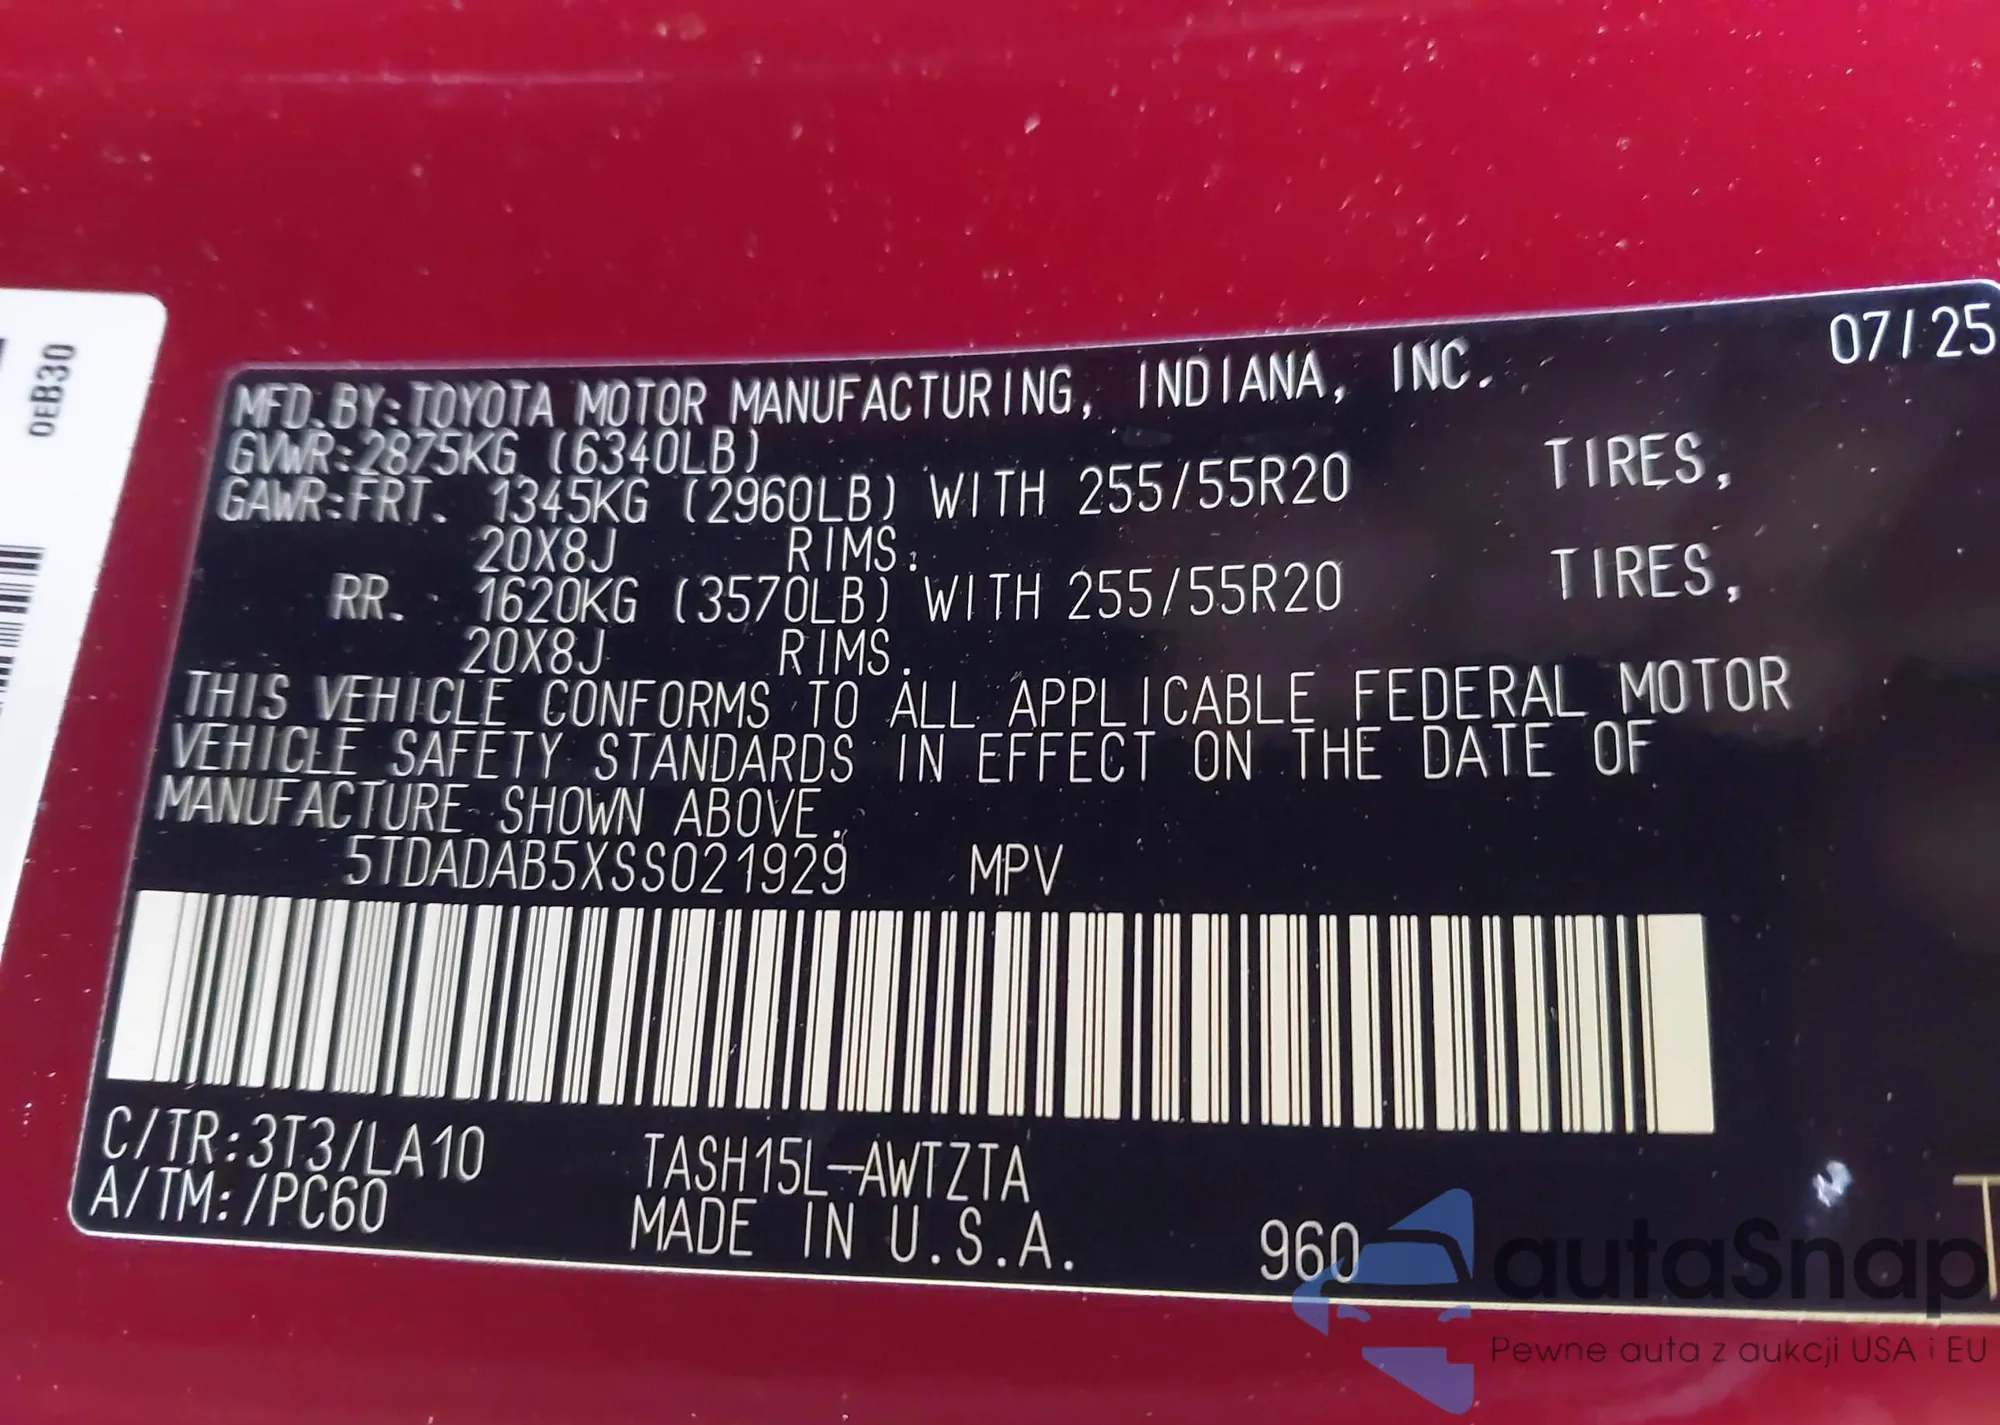 0EB30
07/25
MFD.BY:TOYOTA MOTOR MANUFACTURING, INDIANA, INC.
GVWR:2875KG (6340LB)
GAWR:FRT. 1345KG (2960LB) WITH 255/55R20 TIRES,
20X8J RIMS.
RR. 1620KG (3570LB) WITH 255/55R20 TIRES,
20X8J RIMS.
THIS VEHICLE CONFORMS TO ALL APPLICABLE FEDERAL MOTOR
VEHICLE SAFETY STANDARDS IN EFFECT ON THE DATE OF
MANUFACTURE SHOWN ABOVE.
5TDADAB5XSS021929 MPV
C/TR:3T3/LA10 TASH15L-AWTZTA
A/TM:/PC60 MADE IN U.S.A. 960
autaSnap
Pewne auta z aukcji USA i EU